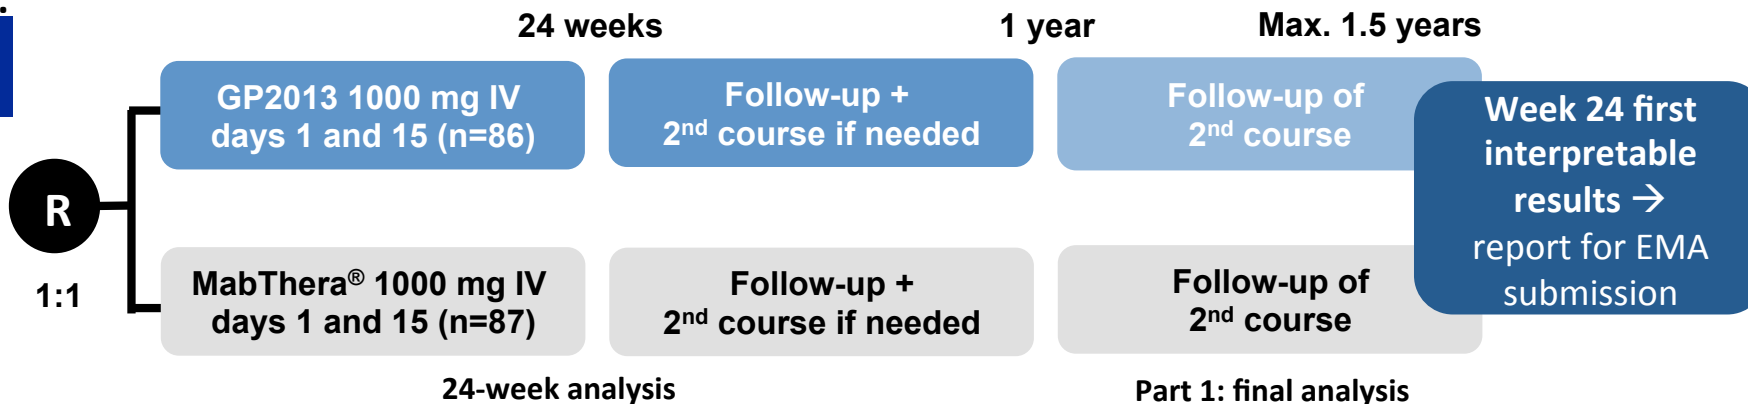 24 weeks
1 year
Max. 1.5 years
GP2013 1000 mg IV
days 1 and 15 (n=86)
Follow-up +
2nd course if needed
Follow-up of
2nd course
Week 24 first
interpretable
results →
report for EMA
submission
R
1:1
MabThera® 1000 mg IV
days 1 and 15 (n=87)
Follow-up +
2nd course if needed
Follow-up of
2nd course
24-week analysis
Part 1: final analysis